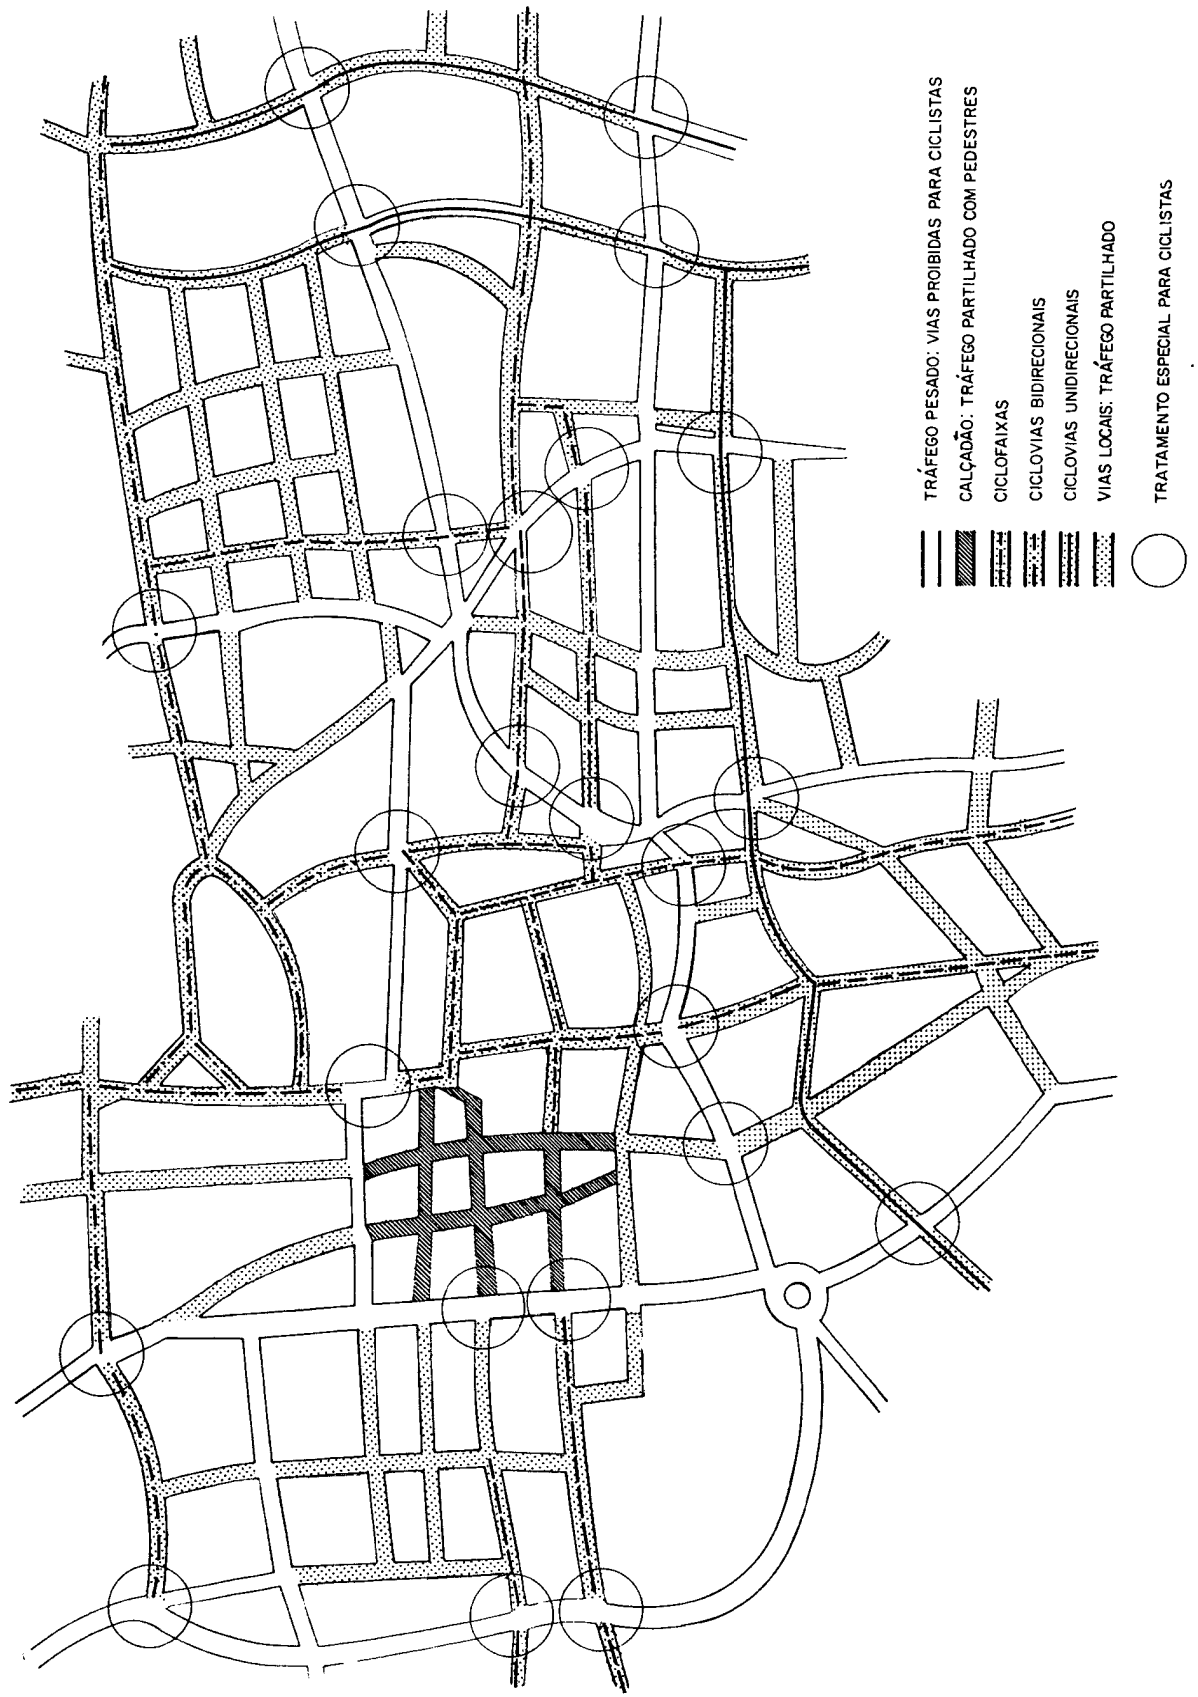 TRÁFEGO PESADO: VIAS PROIBIDAS PARA CICLISTAS
CALÇADÃO: TRÁFEGO PARTILHADO COM PEDESTRES
CICLOFAIXAS
CICLOVIAS BIDIRECIONAIS
CICLOVIAS UNIDIRECIONAIS
VIAS LOCAIS: TRÁFEGO PARTILHADO
TRATAMENTO ESPECIAL PARA CICLISTAS